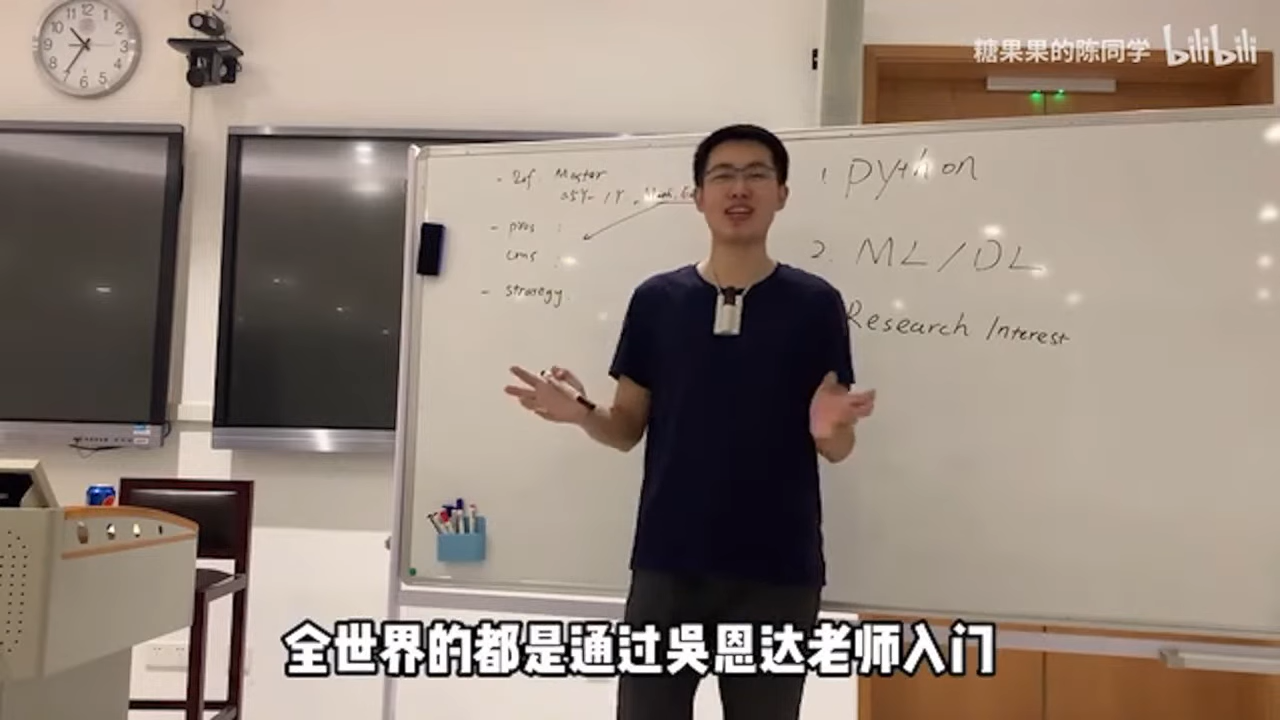 糖果果的陈同学 bilibili
Master
- pros :
cons :
- strategy.
1. python
2. ML/DL
Research Interest
全世界的都是通过吴恩达老师入门